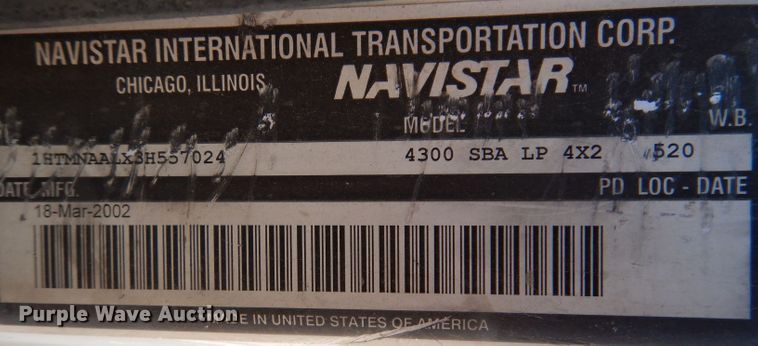 NAVISTAR INTERNATIONAL TRANSPORTATION CORP.
CHICAGO, ILLINOIS NAVISTAR TM
MODEL W.B.
1HTMNAALX3H557024 4300 SBA LP 4X2 520
DATE MFG. PD LOC - DATE
18-Mar-2002
Purple Wave Auction
IN UNITED STATES OF AMERICA